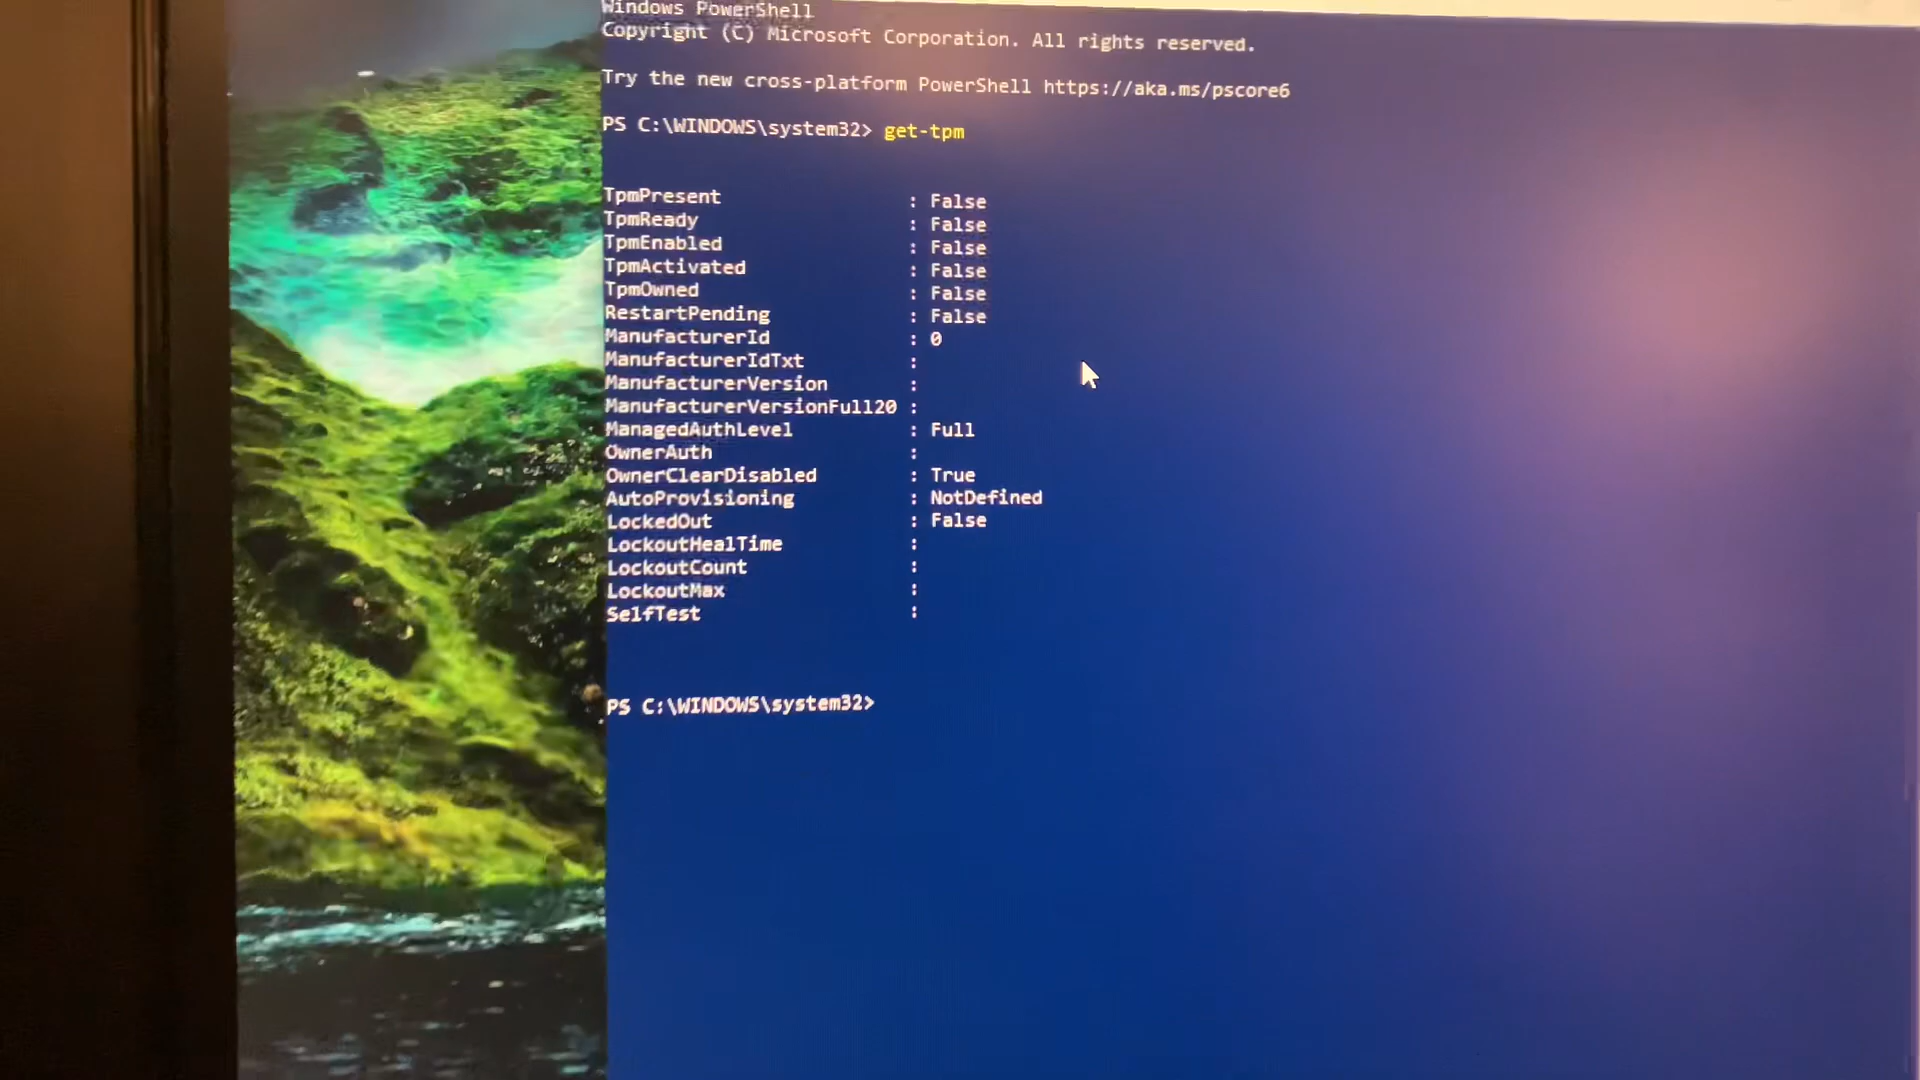 Windows PowerShell
Copyright (C) Microsoft Corporation. All rights reserved.
Try the new cross-platform PowerShell https://aka.ms/pscore6
PS C:\WINDOWS\system32> get-tpm
TpmPresent : False
TpmReady : False
TpmEnabled : False
TpmActivated : False
TpmOwned : False
RestartPending : False
ManufacturerId : 0
ManufacturerIdTxt :
ManufacturerVersion :
ManufacturerVersionFull20 :
ManagedAuthLevel : Full
OwnerAuth :
OwnerClearDisabled : True
AutoProvisioning : NotDefined
LockedOut : False
LockoutHealTime :
LockoutCount :
LockoutMax :
SelfTest :
PS C:\WINDOWS\system32>